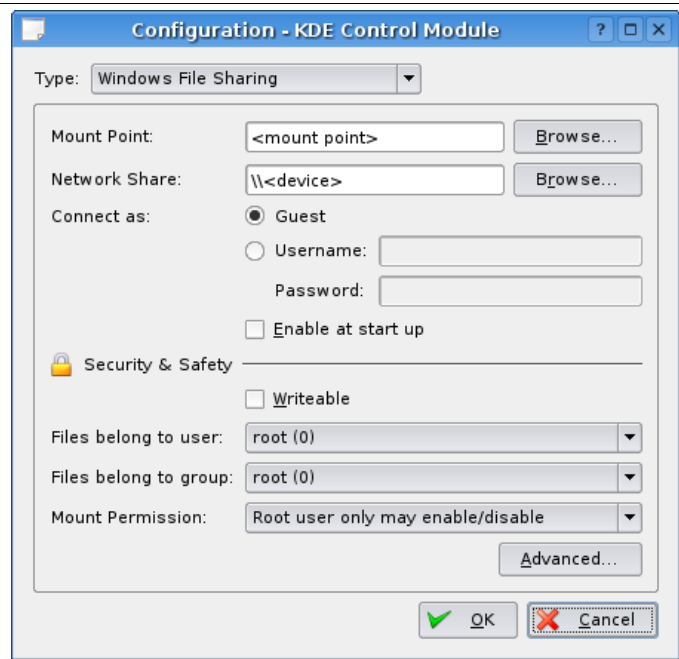 Configuration - KDE Control Module ?
Type: Windows File Sharing
Mount Point: <mount point> Browse...
Network Share: \\<device> Browse...
Connect as: Guest
Username:
Password:
Enable at start up
Security & Safety
Writeable
Files belong to user: root (0)
Files belong to group: root (0)
Mount Permission: Root user only may enable/disable
Advanced...
OK Cancel